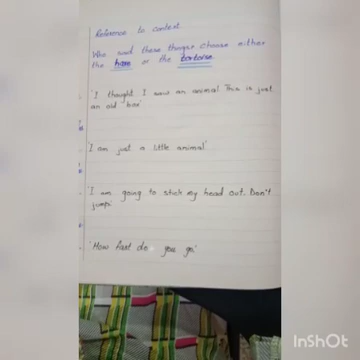 Reference to context
Who said these things choose either
the hare or the tortoise.
'I thought I saw an animal This is just
an old box'
'I am just a little animal'
'I am going to stick my head out. Don't
jump'
'How fast do you go'
InShOt